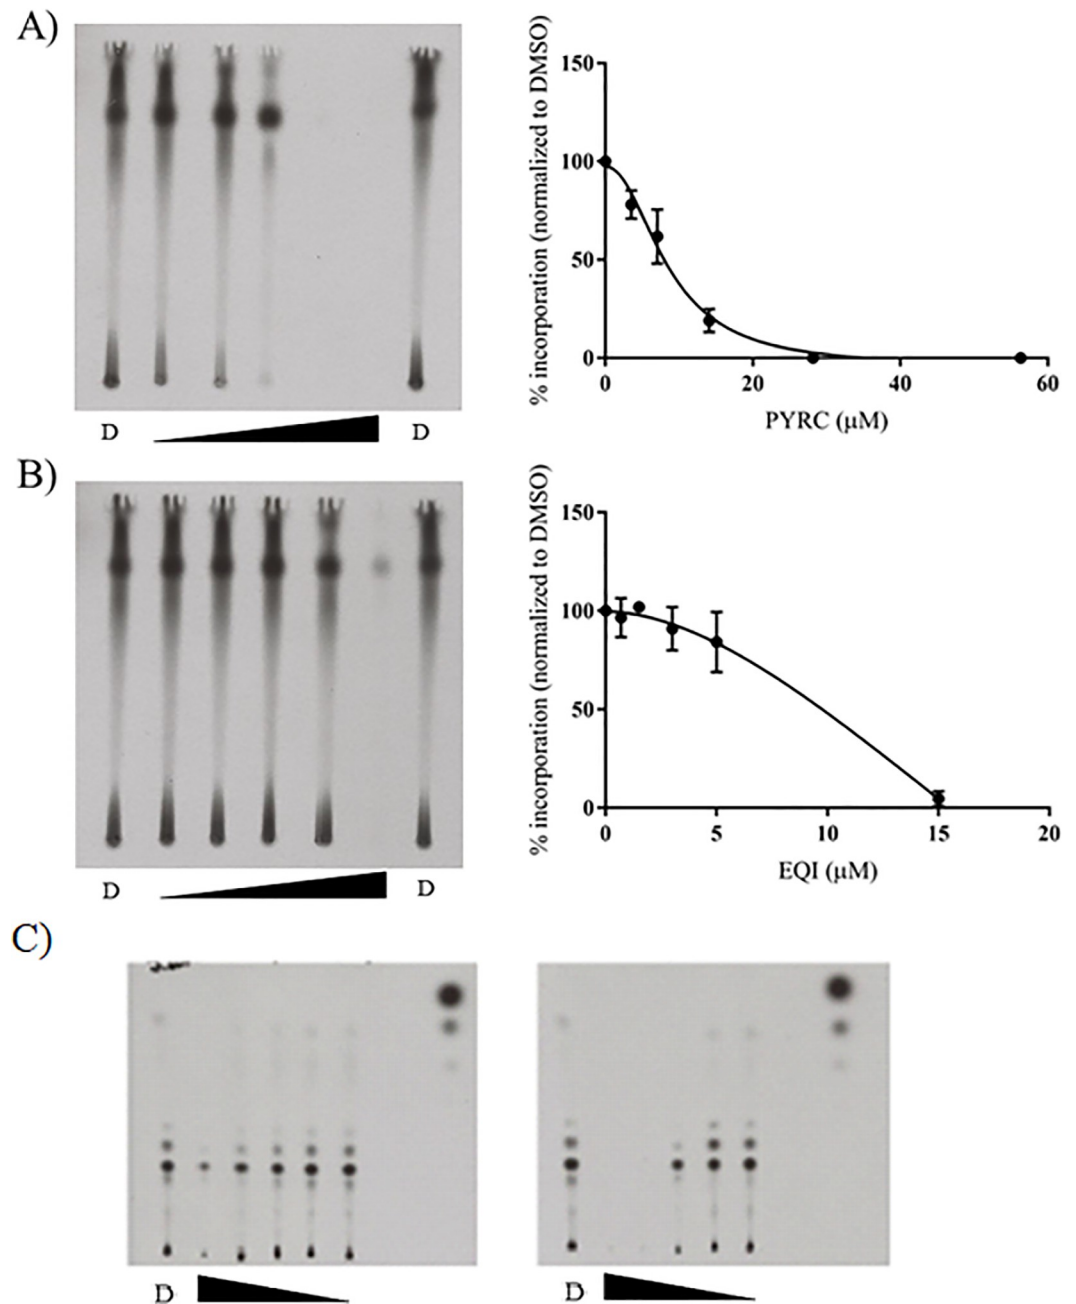 A)
D
D
% incorporation (normalized to DMSO)
150
100
50
0
0 20 40 60
PYRC (μM)
B)
D
D
% incorporation (normalized to DMSO)
150
100
50
0
0 5 10 15 20
EQI (μM)
C)
D
D